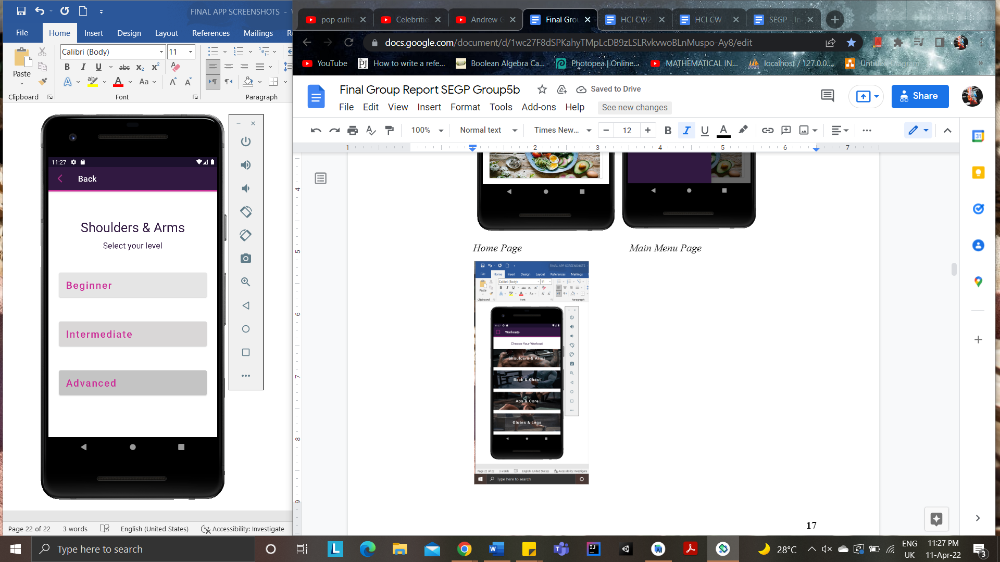 FINAL APP SCREENSHOTS -
File
Home
Insert
Design
Layout
References
Mailings
Calibri (Body)
11
Paste
Clipboard
Font
Paragraph
11:27
Back
Shoulders & Arms
Select your level
Beginner
Intermediate
Advanced
Page 22 of 22
3 words
English (United States)
Accessibility: Investigate
pop cultu
Celebritie
Andrew G
Final Grou
HCI CW2
HCI CW -
SEGP - In
docs.google.com/document/d/1wc27F8dSPKahyTMpLcDB9zLSLRvkvwoBLnMuspo-Ay8/edit
YouTube
How to write a refe...
Boolean Algebra Ca...
Photopea | Online...
MATHEMATICAL IN...
localhost / 127.0.0....
Untitled Diagram
Final Group Report SEGP Group5b
Saved to Drive
Share
File
Edit
View
Insert
Format
Tools
Add-ons
Help
See new changes
100%
Normal text
Times New...
12
1 1 2 3 4 5 6 7
4
5
6
7
8
9
Home Page
Main Menu Page
FINAL APP SCREENSHOTS -
File
Home
Insert
Design
Layout
References
Mailings
Calibri (Body)
11
Paste
Clipboard
Font
Paragraph
11:27
Workouts
Choose Your Workout
Shoulders & Arms
Back & Chest
Abs & Core
Glutes & Legs
Page 22 of 22
3 words
English (United States)
Accessibility: Investigate
Type here to search
17
Type here to search
28°C
ENG
UK
11:27 PM
11-Apr-22
3